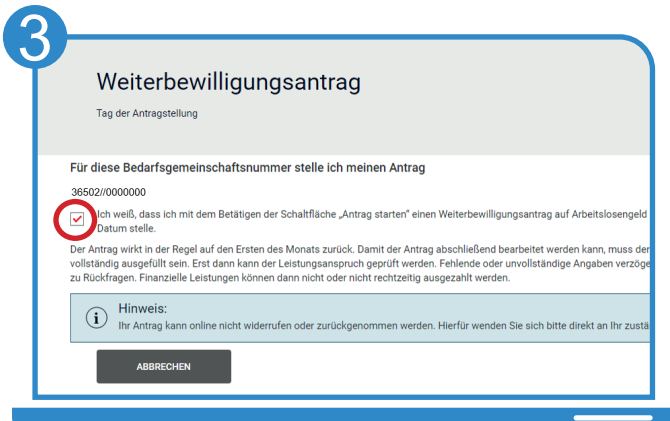 3
Weiterbewilligungsantrag
Tag der Antragstellung
Für diese Bedarfsgemeinschaftsnummer stelle ich meinen Antrag
36502//0000000
Ich weiß, dass ich mit dem Betätigen der Schaltfläche „Antrag starten“ einen Weiterbewilligungsantrag auf Arbeitslosengeld
Datum stelle.
Der Antrag wirkt in der Regel auf den Ersten des Monats zurück. Damit der Antrag abschließend bearbeitet werden kann, muss der
vollständig ausgefüllt sein. Erst dann kann der Leistungsanspruch geprüft werden. Fehlende oder unvollständige Angaben verzöge
zu Rückfragen. Finanzielle Leistungen können dann nicht oder nicht rechtzeitig ausgezahlt werden.
Hinweis:
Ihr Antrag kann online nicht widerrufen oder zurückgenommen werden. Hierfür wenden Sie sich bitte direkt an Ihr zustä
ABBRECHEN